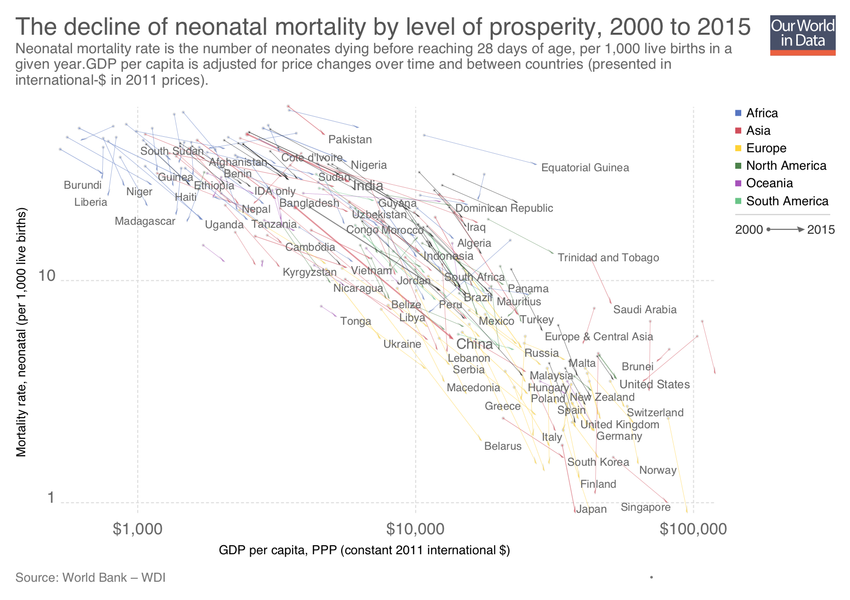 The decline of neonatal mortality by level of prosperity, 2000 to 2015
Our World
in Data
Neonatal mortality rate is the number of neonates dying before reaching 28 days of age, per 1,000 live births in a
given year.GDP per capita is adjusted for price changes over time and between countries (presented in
international-$ in 2011 prices).
Africa
Asia
Europe
North America
Oceania
South America
2000 2015
Pakistan
South Sudan
Afghanistan
Cote d'Ivoire
Nigeria
Equatorial Guinea
Benin
Guinea
Ethiopia
Sudan
India
Burundi
Niger
Haiti
IDA only
Liberia
Bangladesh
Guyana
Dominican Republic
Nepal
Uzbekistan
Madagascar
Uganda
Tanzania
Congo
Morocco
Iraq
Algeria
Cambodia
Indonesia
Trinidad and Tobago
Kyrgyzstan
Vietnam
10
Jordan
South Africa
Nicaragua
Panama
Brazil
Mauritius
Belize
Peru
Saudi Arabia
Tonga
Libya
Mexico
Turkey
Ukraine
China
Europe & Central Asia
Russia
Lebanon
Malta
Brunei
Serbia
Malaysia
Macedonia
Hungary
United States
Poland
New Zealand
Greece
Spain
Switzerland
United Kingdom
Italy
Germany
Belarus
South Korea
Norway
Finland
1
Japan
Singapore
Mortality rate, neonatal (per 1,000 live births)
$1,000
$10,000
$100,000
GDP per capita, PPP (constant 2011 international $)
Source: World Bank – WDI